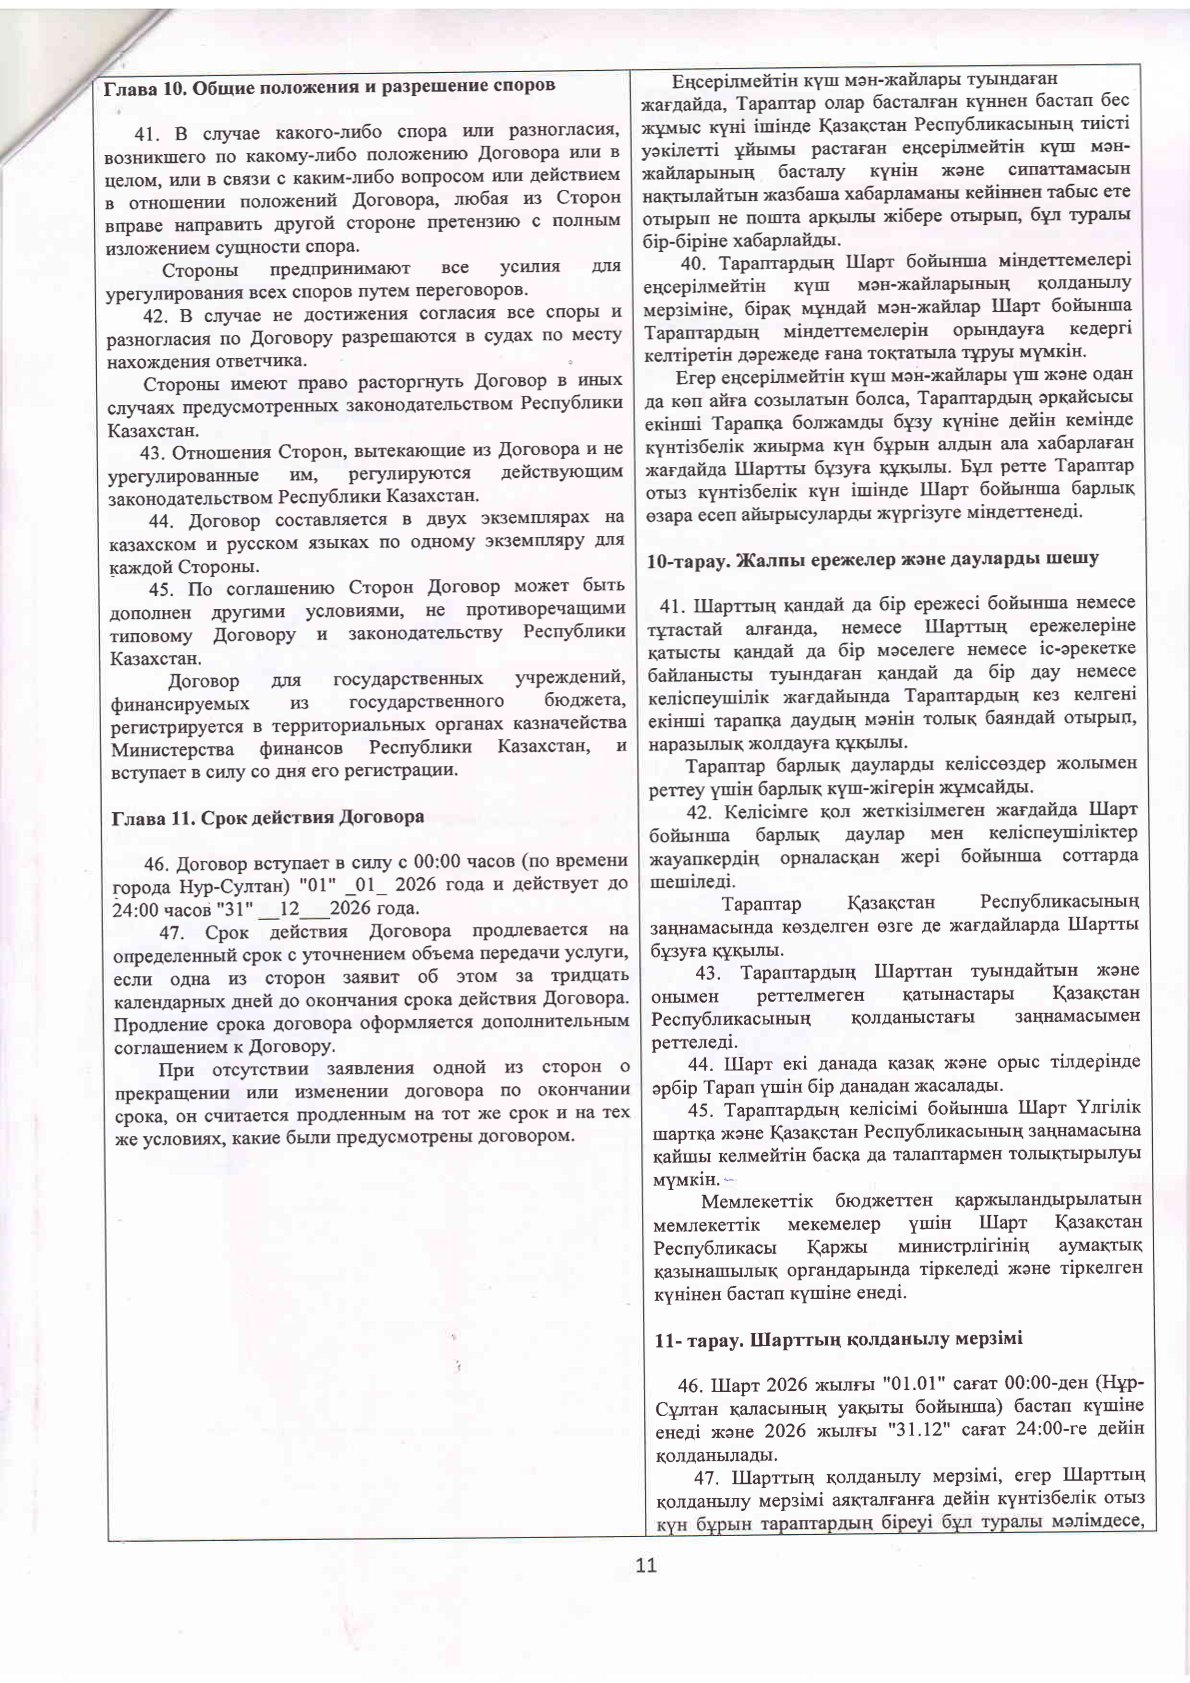 Глава 10. Общие положения и разрешение споров
41. В случае какого-либо спора или разногласия,
возникшего по какому-либо положению Договора или в
целом, или в связи с каким-либо вопросом или действием
в отношении положений Договора, любая из Сторон
вправе направить другой стороне претензию с полным
изложением сущности спора.
Стороны предпринимают все усилия для
урегулирования всех споров путем переговоров.
42. В случае не достижения согласия все споры и
разногласия по Договору разрешаются в судах по месту
нахождения ответчика.
Стороны имеют право расторгнуть Договор в иных
случаях предусмотренных законодательством Республики
Казахстан.
43. Отношения Сторон, вытекающие из Договора и не
урегулированные им, регулируются действующим
законодательством Республики Казахстан.
44. Договор составляется в двух экземплярах на
казахском и русском языках по одному экземпляру для
каждой Стороны.
45. По соглашению Сторон Договор может быть
дополнен другими условиями, не противоречащими
типовому Договору и законодательству Республики
Казахстан.
Договор для государственных учреждений,
финансируемых из государственного бюджета,
регистрируется в территориальных органах казначейства
Министерства финансов Республики Казахстан, и
вступает в силу со дня его регистрации.
Глава 11. Срок действия Договора
46. Договор вступает в силу с 00:00 часов (по времени
города Нур-Султан) "01" _01_ 2026 года и действует до
24:00 часов "31" __12___2026 года.
47. Срок действия Договора продлевается на
определенный срок с уточнением объема передачи услуги,
если одна из сторон заявит об этом за тридцать
календарных дней до окончания срока действия Договора.
Продление срока договора оформляется дополнительным
соглашением к Договору.
При отсутствии заявления одной из сторон о
прекращении или изменении договора по окончании
срока, он считается продленным на тот же срок и на тех
же условиях, какие были предусмотрены договором.
Еңсерілмейтін күш мән-жайлары туындаған
жағдайда, Тараптар олар басталған күннен бастап бес
жұмыс күні ішінде Қазақстан Республикасының тиісті
уәкілетті ұйымы растаған еңсерілмейтін күш мән-
жайларының басталу күнін және сипаттамасын
нақтылайтын жазбаша хабарламаны кейіннен табыс ете
отырып не пошта арқылы жібере отырып, бұл туралы
бір-біріне хабарлайды.
40. Тараптардың Шарт бойынша міндеттемелері
еңсерілмейтін күш мән-жайларының қолданылу
мерзіміне, бірақ мұндай мән-жайлар Шарт бойынша
Тараптардың міндеттемелерін орындауға кедергі
келтіретін дәрежеде ғана тоқтатыла тұруы мүмкін.
Егер еңсерілмейтін күш мән-жайлары үш және одан
да көп айға созылатын болса, Тараптардың әрқайсысы
екінші Тарапқа болжамды бұзу күніне дейін кемінде
күнтізбелік жиырма күн бұрын алдын ала хабарлаған
жағдайда Шартты бұзуға құқылы. Бұл ретте Тараптар
отыз күнтізбелік күн ішінде Шарт бойынша барлық
өзара есеп айырысуларды жүргізуге міндеттенеді.
10-тарау. Жалпы ережелер және дауларды шешу
41. Шарттың қандай да бір ережесі бойынша немесе
тұтастай алғанда, немесе Шарттың ережелеріне
қатысты қандай да бір мәселеге немесе іс-әрекетке
байланысты туындаған қандай да бір дау немесе
келіспеушілік жағдайында Тараптардың кез келгені
екінші тарапқа даудың мәнін толық баяндай отырып,
наразылық жолдауға құқылы.
Тараптар барлық дауларды келіссөздер жолымен
реттеу үшін барлық күш-жігерін жұмсайды.
42. Келісімге қол жеткізілмеген жағдайда Шарт
бойынша барлық даулар мен келіспеушіліктер
жауапкердің орналасқан жері бойынша соттарда
шешіледі.
Тараптар Қазақстан Республикасының
заңнамасында көзделген өзге де жағдайларда Шартты
бұзуға құқылы.
43. Тараптардың Шарттан туындайтын және
онымен реттелмеген қатынастары Қазақстан
Республикасының қолданыстағы заңнамасымен
реттеледі.
44. Шарт екі данада қазақ және орыс тілдерінде
әрбір Тарап үшін бір данадан жасалады.
45. Тараптардың келісімі бойынша Шарт Үлгілік
шартқа және Қазақстан Республикасының заңнамасына
қайшы келмейтін басқа да талаптармен толықтырылуы
мүмкін.
Мемлекеттік бюджеттен қаржыландырылатын
мемлекеттік мекемелер үшін Шарт Қазақстан
Республикасы Қаржы министрлігінің аумақтық
қазынашылық органдарында тіркеледі және тіркелген
күнінен бастап күшіне енеді.
11- тарау. Шарттың қолданылу мерзімі
46. Шарт 2026 жылғы "01.01" сағат 00:00-ден (Нұр-
Сұлтан қаласының уақыты бойынша) бастап күшіне
енеді және 2026 жылғы "31.12" сағат 24:00-ге дейін
қолданылады.
47. Шарттың қолданылу мерзімі, егер Шарттың
қолданылу мерзімі аяқталғанға дейін күнтізбелік отыз
күн бұрын тараптардың біреуі бұл туралы мәлімдесе,
11